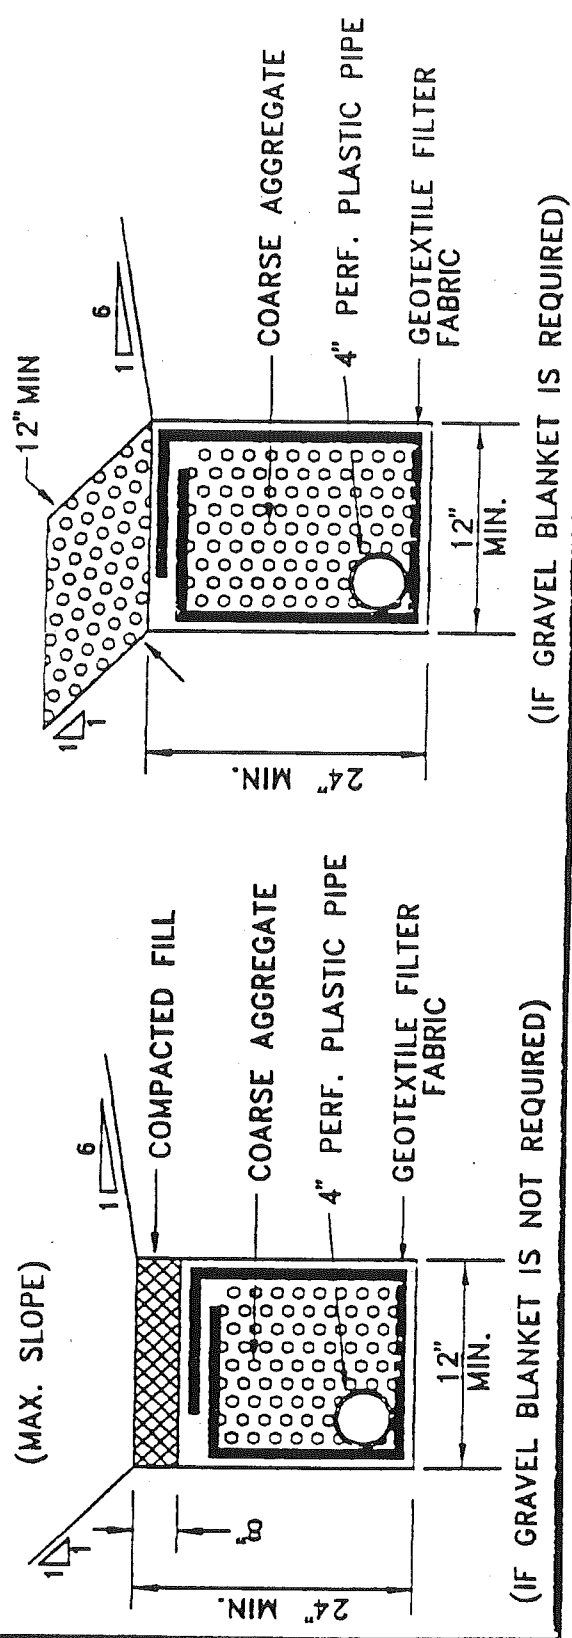 (MAX. SLOPE)
1
1
1
6
COMPACTED FILL
8"
24" MIN.
COARSE AGGREGATE
4" PERF. PLASTIC PIPE
GEOTEXTILE FILTER
FABRIC
12"
MIN.
(IF GRAVEL BLANKET IS NOT REQUIRED)
1
1
12" MIN
1
6
24" MIN.
COARSE AGGREGATE
4" PERF. PLASTIC PIPE
GEOTEXTILE FILTER
FABRIC
12"
MIN.
(IF GRAVEL BLANKET IS REQUIRED)